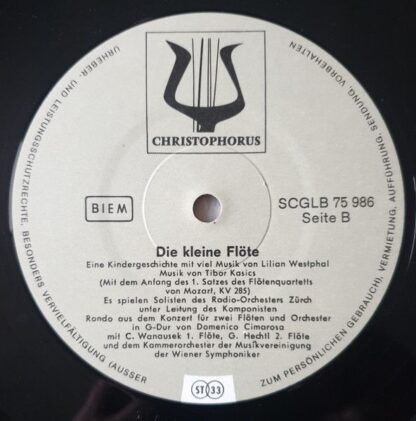 CHRISTOPHORUS
BIEM
SCGLB 75 986
Seite B
Die kleine Flöte
Eine Kindergeschichte mit viel Musik von Lilian Westphal
Musik von Tibor Kasics
(Mit dem Anfang des 1. Satzes des Flötenquartetts
von Mozart, KV 285)
Es spielen Solisten des Radio-Orchesters Zürch
unter Leitung des Komponisten
Rondo aus dem Konzert für zwei Flöten und Orchester
in G-Dur von Domenico Cimarosa
mit C. Wanausek 1. Flöte, G. Hechtl 2. Flöte
und dem Kammerorchester der Musikvereinigung
der Wiener Symphoniker
ST 33
URHEBER- UND LEISTUNGSSCHUTZRECHTE, BESONDERS VERVIELFÄLTIGUNG (AUSSER ZUM PERSÖNLICHEN GEBRAUCH), VERMIETUNG, AUFFÜHRUNG, SENDUNG, VORBEHALTEN